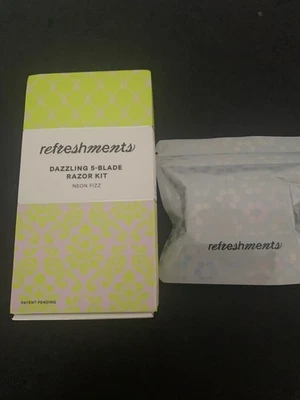 refreshments
DAZZLING 5-BLADE
RAZOR KIT
NEON FIZZ
PATENT PENDING
refreshments